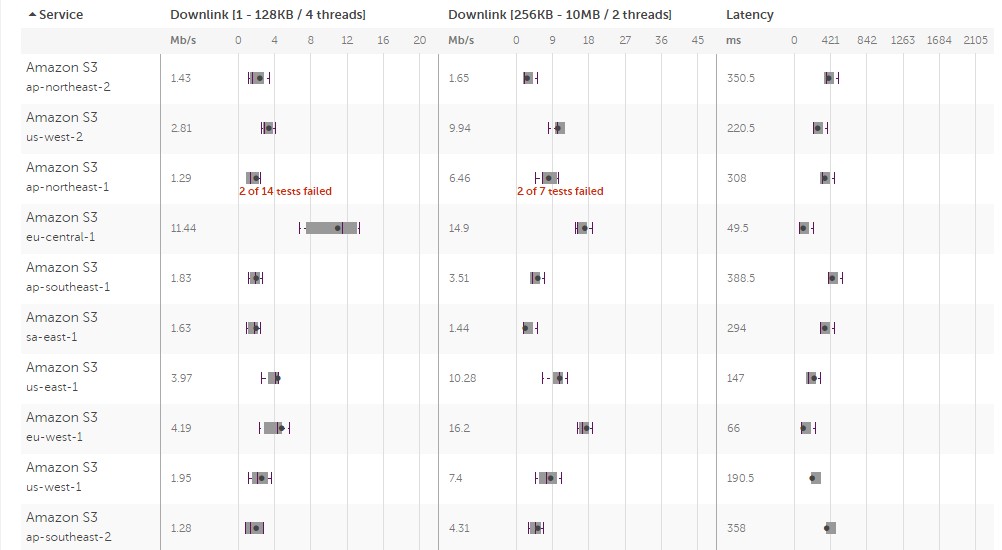 Service Downlink [1 - 128KB / 4 threads] Downlink [256KB - 10MB / 2 threads] Latency
Mb/s 0 4 8 12 16 20 Mb/s 0 9 18 27 36 45 ms 0 421 842 1263 1684 2105
Amazon S3
ap-northeast-2 1.43 1.65 350.5
Amazon S3
us-west-2 2.81 9.94 220.5
Amazon S3
ap-northeast-1 1.29 6.46 308
2 of 14 tests failed 2 of 7 tests failed
Amazon S3
eu-central-1 11.44 14.9 49.5
Amazon S3
ap-southeast-1 1.83 3.51 388.5
Amazon S3
sa-east-1 1.63 1.44 294
Amazon S3
us-east-1 3.97 10.28 147
Amazon S3
eu-west-1 4.19 16.2 66
Amazon S3
us-west-1 1.95 7.4 190.5
Amazon S3
ap-southeast-2 1.28 4.31 358